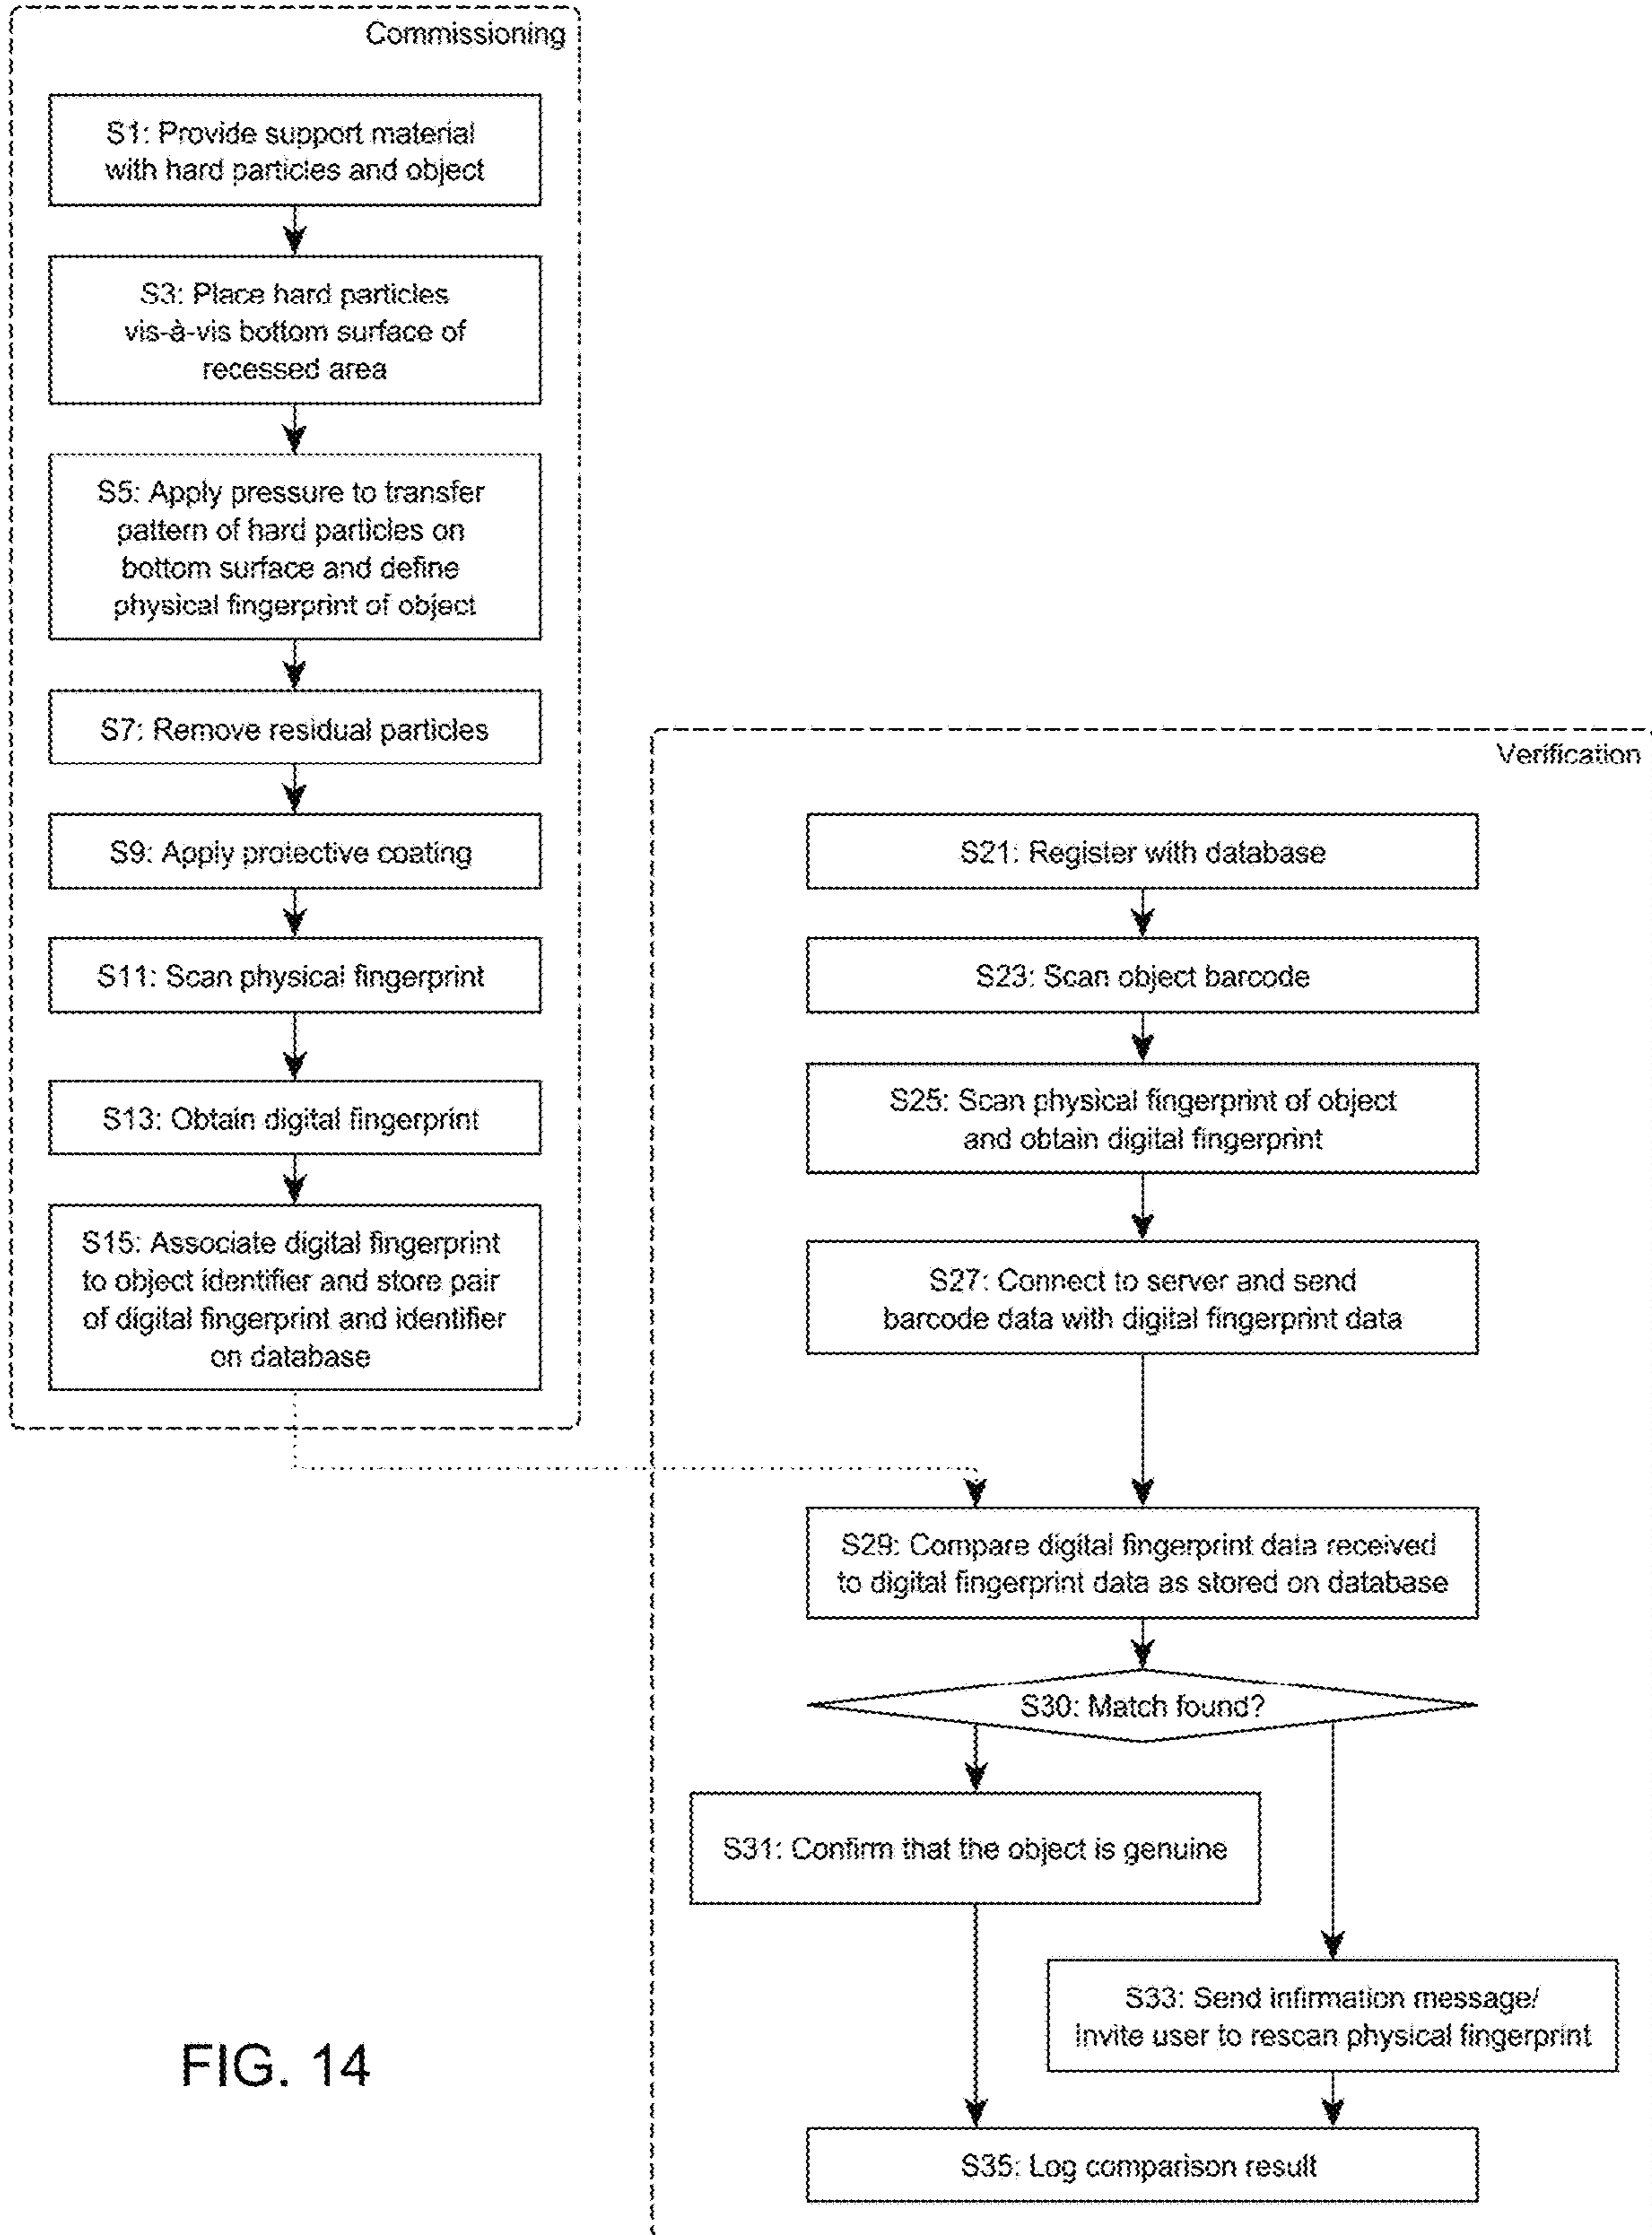 Commissioning
S1: Provide support material
with hard particles and object
S3: Place hard particles
vis-à-vis bottom surface of
recessed area
S5: Apply pressure to transfer
pattern of hard particles on
bottom surface and define
physical fingerprint of object
S7: Remove residual particles
S9: Apply protective coating
S11: Scan physical fingerprint
S13: Obtain digital fingerprint
S15: Associate digital fingerprint
to object identifier and store pair
of digital fingerprint and identifier
on database
Verification
S21: Register with database
S23: Scan object barcode
S25: Scan physical fingerprint of object
and obtain digital fingerprint
S27: Connect to server and send
barcode data with digital fingerprint data
S29: Compare digital fingerprint data received
to digital fingerprint data as stored on database
S30: Match found?
S31: Confirm that the object is genuine
S33: Send infirmation message/
Invite user to rescan physical fingerprint
S35: Log comparison result
FIG. 14